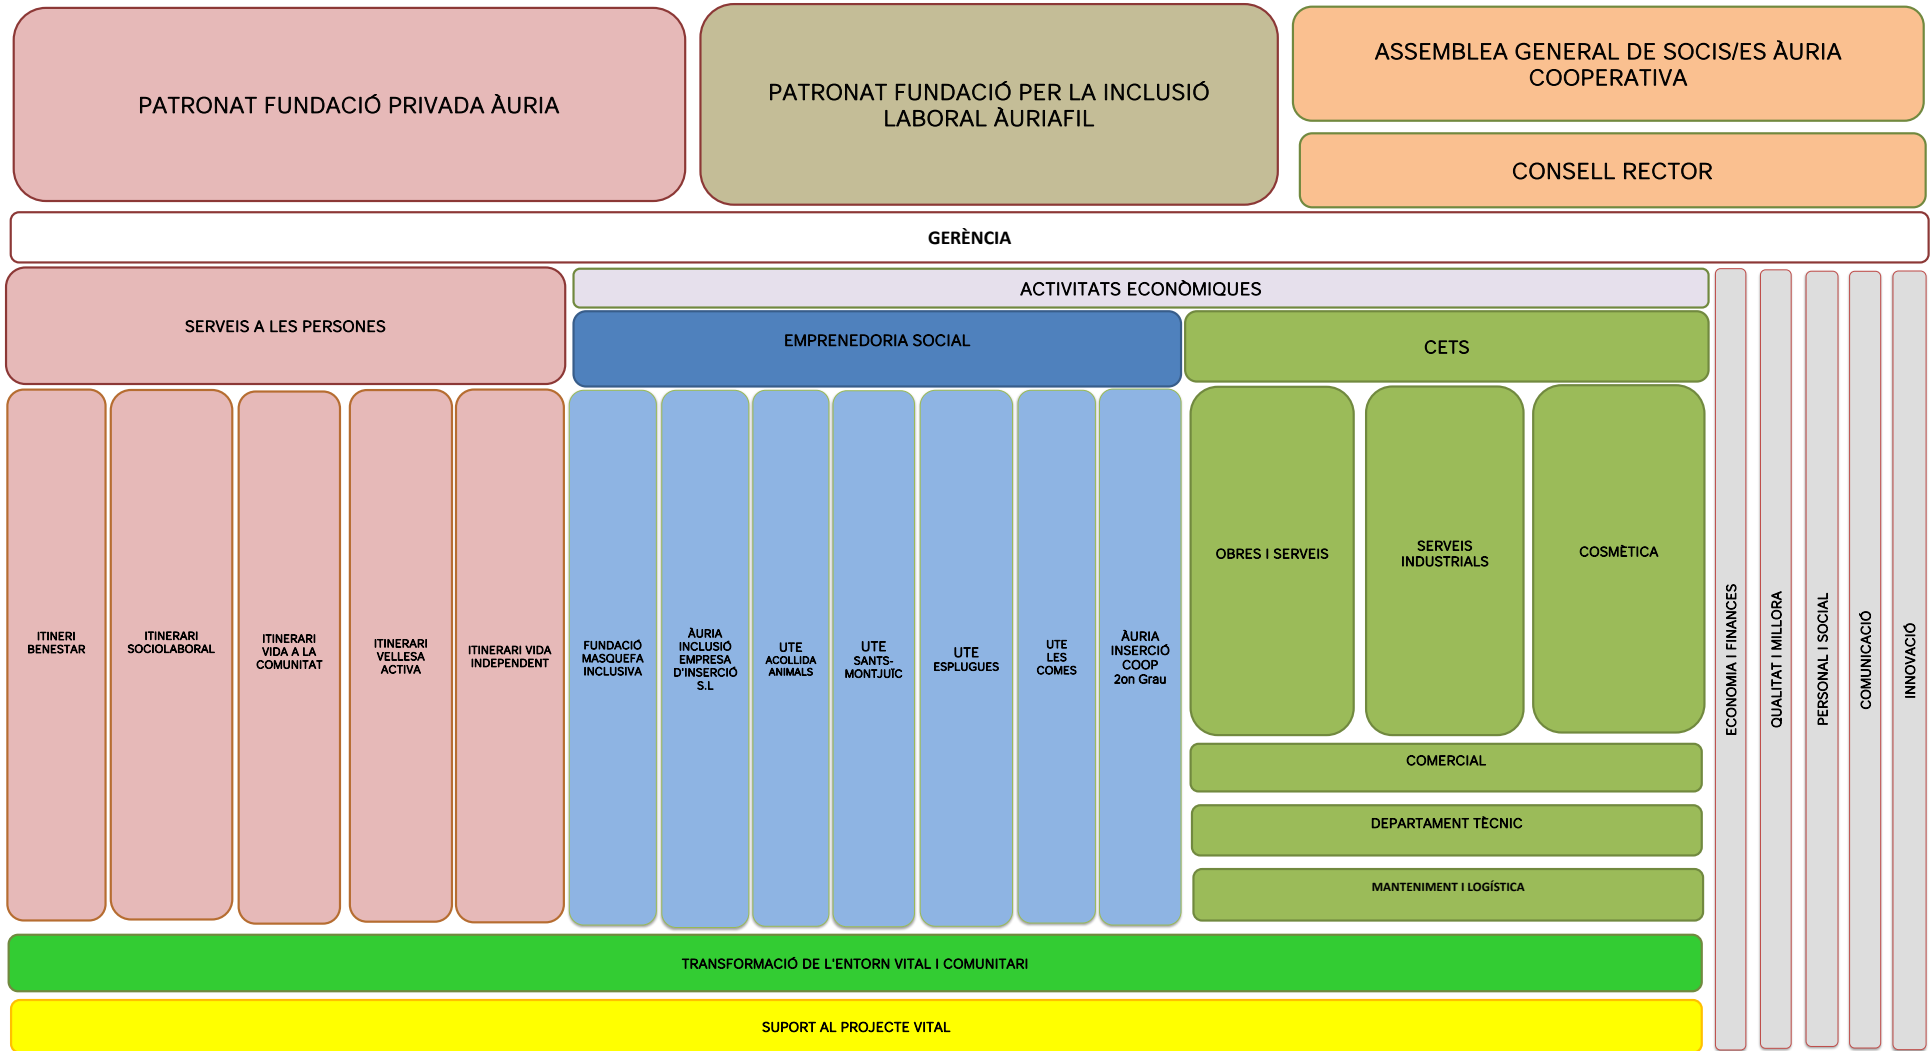 PATRONAT FUNDACIÓ PRIVADA ÀURIA
PATRONAT FUNDACIÓ PER LA INCLUSIÓ
LABORAL ÀURIAFIL
ASSEMBLEA GENERAL DE SOCIS/ES ÀURIA
COOPERATIVA
CONSELL RECTOR
GERÈNCIA
SERVEIS A LES PERSONES
ACTIVITATS ECONÒMIQUES
EMPRENEDORIA SOCIAL
CETS
ITINERI
BENESTAR
ITINERARI
SOCIOLABORAL
ITINERARI
VIDA A LA
COMUNITAT
ITINERARI
VELLESA
ACTIVA
ITINERARI VIDA
INDEPENDENT
FUNDACIÓ
MASQUEFA
INCLUSIVA
ÀURIA
INCLUSIÓ
EMPRESA
D'INSERCIÓ
S.L
UTE
ACOLLIDA
ANIMALS
UTE
SANTS-
MONTJUÏC
UTE
ESPLUGUES
UTE
LES
COMES
ÀURIA
INSERCIÓ
COOP
2on Grau
OBRES I SERVEIS
SERVEIS
INDUSTRIALS
COSMÈTICA
COMERCIAL
DEPARTAMENT TÈCNIC
MANTENIMENT I LOGÍSTICA
ECONOMIA I FINANCES
QUALITAT I MILLORA
PERSONAL I SOCIAL
COMUNICACIÓ
INNOVACIÓ
TRANSFORMACIÓ DE L'ENTORN VITAL I COMUNITARI
SUPORT AL PROJECTE VITAL